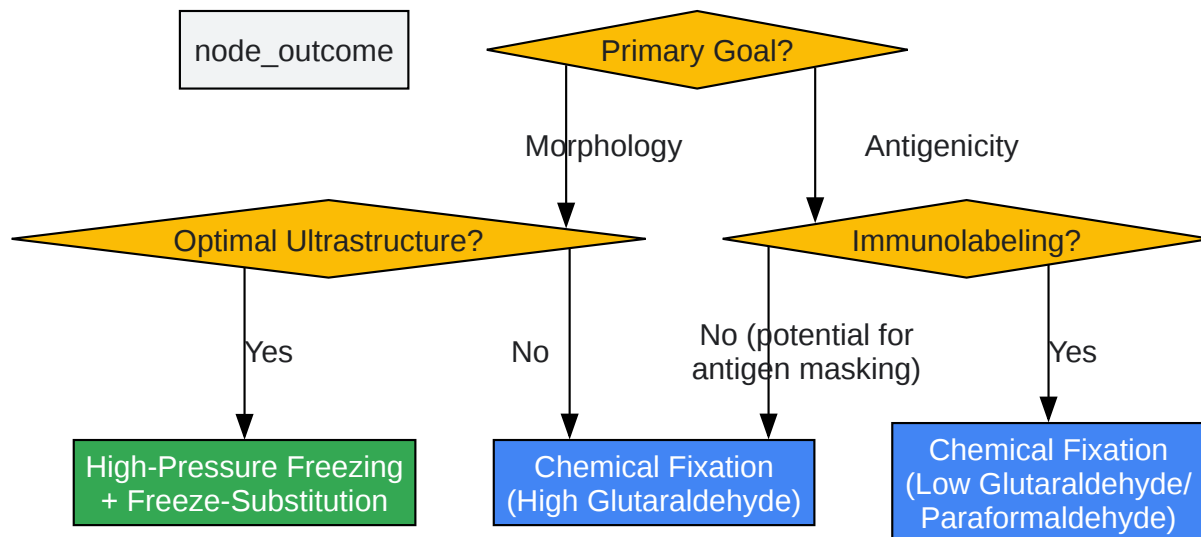 node_outcome
Primary Goal?
Morphology
Antigenicity
Optimal Ultrastructure?
Immunolabeling?
Yes
No
No (potential for
antigen masking)
Yes
High-Pressure Freezing
+ Freeze-Substitution
Chemical Fixation
(High Glutaraldehyde)
Chemical Fixation
(Low Glutaraldehyde/
Paraformaldehyde)